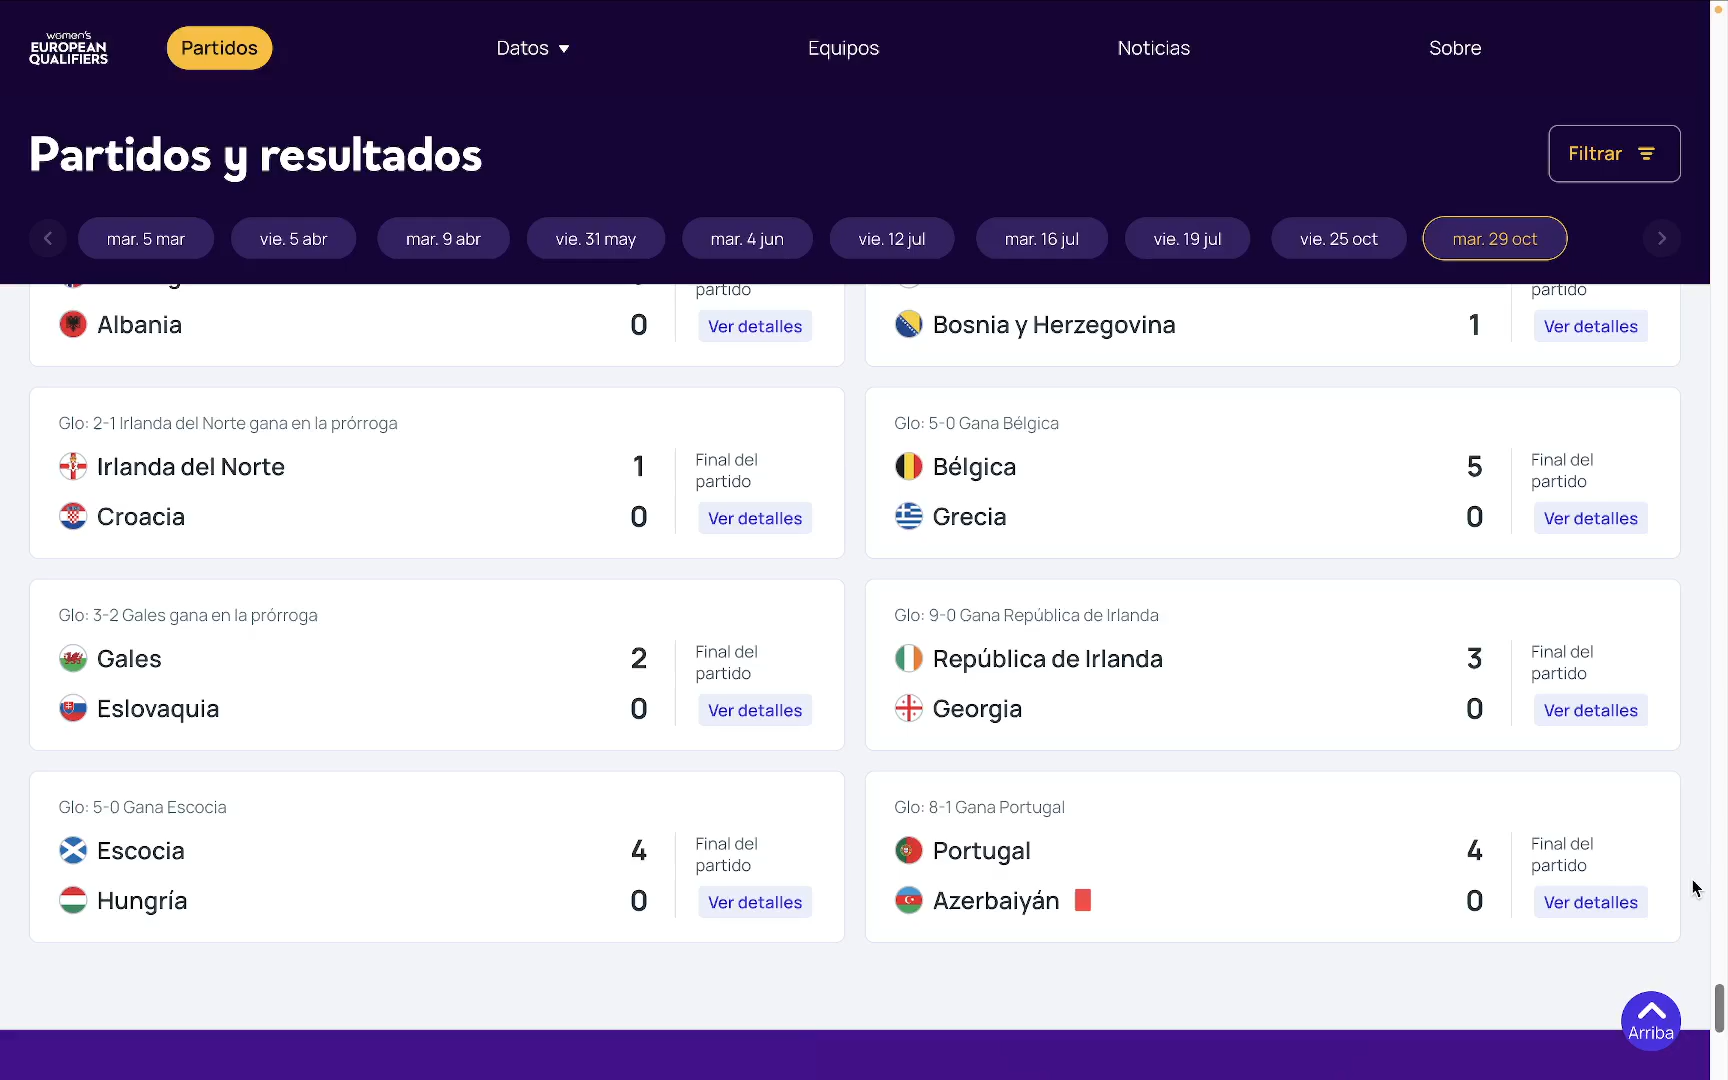 women's
EUROPEAN
QUALIFIERS
Partidos
Datos
Equipos
Noticias
Sobre
Partidos y resultados
Filtrar
mar. 5 mar
vie. 5 abr
mar. 9 abr
vie. 31 may
mar. 4 jun
vie. 12 jul
mar. 16 jul
vie. 19 jul
vie. 25 oct
mar. 29 oct
partido
Albania
0
Ver detalles
partido
Bosnia y Herzegovina
1
Ver detalles
Glo: 2-1 Irlanda del Norte gana en la prórroga
Irlanda del Norte
1
Croacia
0
Final del
partido
Ver detalles
Glo: 5-0 Gana Bélgica
Bélgica
5
Grecia
0
Final del
partido
Ver detalles
Glo: 3-2 Gales gana en la prórroga
Gales
2
Eslovaquia
0
Final del
partido
Ver detalles
Glo: 9-0 Gana República de Irlanda
República de Irlanda
3
Georgia
0
Final del
partido
Ver detalles
Glo: 5-0 Gana Escocia
Escocia
4
Hungría
0
Final del
partido
Ver detalles
Glo: 8-1 Gana Portugal
Portugal
4
Azerbaiyán
0
Final del
partido
Ver detalles
Arriba